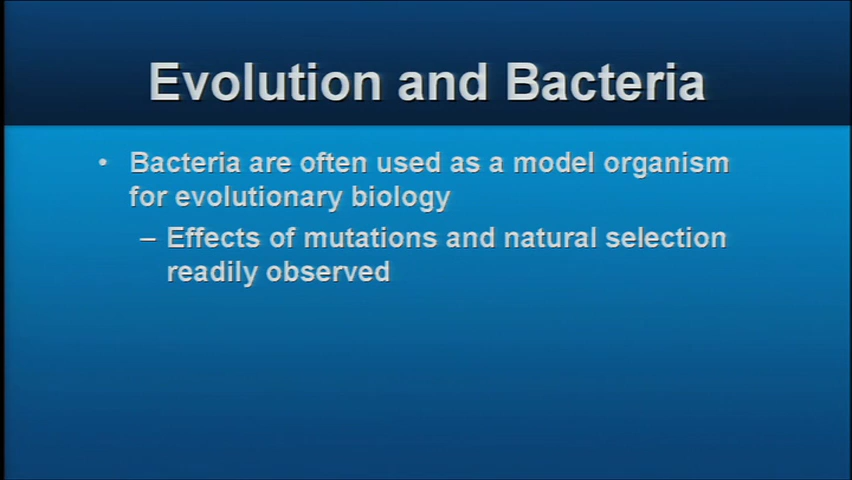 Evolution and Bacteria
• Bacteria are often used as a model organism
for evolutionary biology
– Effects of mutations and natural selection
readily observed